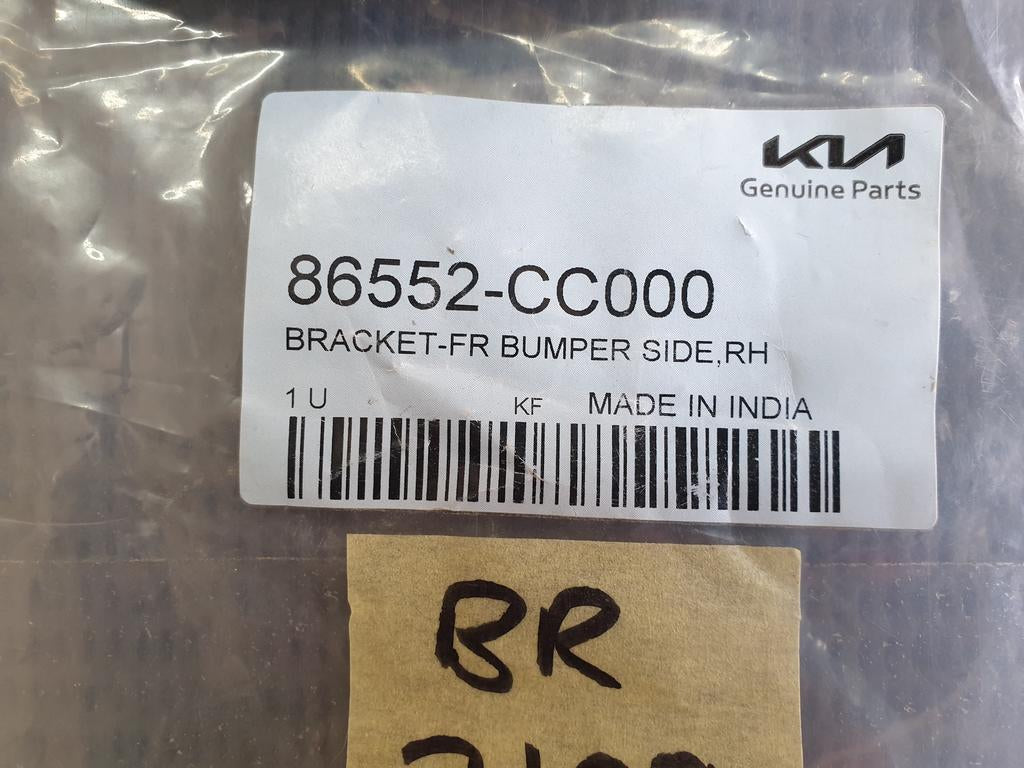 KIA
Genuine Parts
86552-CC000
BRACKET-FR BUMPER SIDE,RH
1 U KF MADE IN INDIA
BR